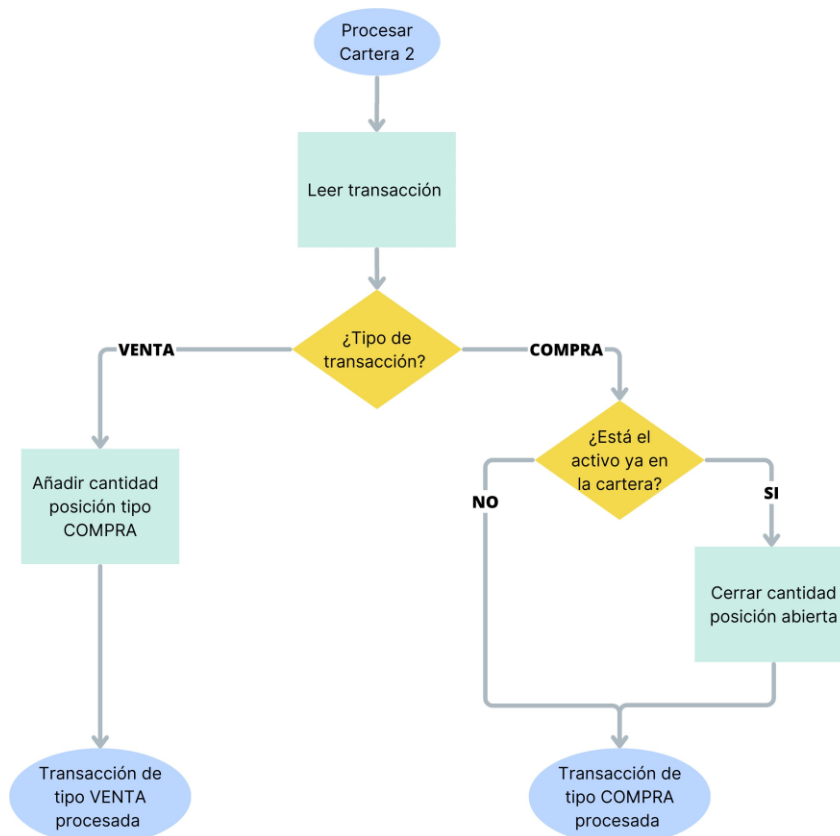 Procesar
Cartera 2
Leer transacción
¿Tipo de
transacción?
VENTA
COMPRA
¿Está el
activo ya en
la cartera?
NO
SI
Añadir cantidad
posición tipo
COMPRA
Cerrar cantidad
posición abierta
Transacción de
tipo VENTA
procesada
Transacción de
tipo COMPRA
procesada